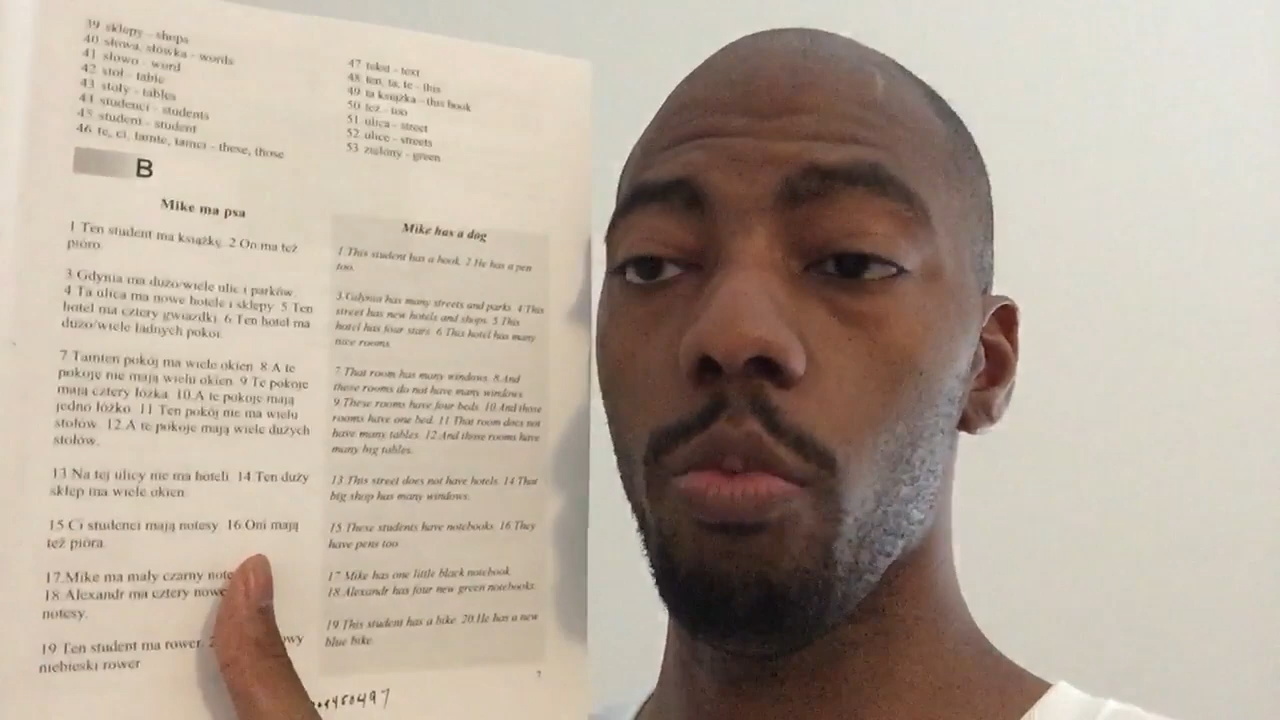 39 sklepy - shops
40 słowa, słówka - words
41 słowo - word
42 stół - table
43 stoły - tables
44 studenci - students
45 student - student
46 te, ci, tamte, tamci - these, those
47 tekst - text
48 ten, ta, te - this
49 ta książka - this book
50 też - too
51 ulica - street
52 ulice - streets
53 zielony - green
B
Mike ma psa
1 Ten student ma książkę. 2 On ma też
pióro.
3 Gdynia ma dużo/wiele ulic i parków.
4 Ta ulica ma nowe hotele i sklepy. 5 Ten
hotel ma cztery gwiazdki. 6 Ten hotel ma
dużo/wiele ładnych pokoi.
7 Tamten pokój ma wiele okien. 8 A te
pokoje nie mają wielu okien. 9 Te pokoje
mają cztery łóżka. 10 A te pokoje mają
jedno łóżko. 11 Ten pokój nie ma wielu
stołów. 12 A te pokoje mają wiele dużych
stołów.
13 Na tej ulicy nie ma hoteli. 14 Ten duży
sklep ma wiele okien.
15 Ci studenci mają notesy. 16 Oni mają
też pióra.
17 Mike ma mały czarny note
18 Alexandr ma cztery nowe
notesy.
19 Ten student ma rower. 2 owy
niebieski rower
Mike has a dog
1 This student has a book. 2 He has a pen
too.
3 Gdynia has many streets and parks. 4 This
street has new hotels and shops. 5 This
hotel has four stars. 6 This hotel has many
nice rooms.
7 That room has many windows. 8 And
these rooms do not have many windows.
9 These rooms have four beds. 10 And those
rooms have one bed. 11 That room does not
have many tables. 12 And those rooms have
many big tables.
13 This street does not have hotels. 14 That
big shop has many windows.
15 These students have notebooks. 16 They
have pens too.
17 Mike has one little black notebook.
18 Alexandr has four new green notebooks.
19 This student has a bike. 20 He has a new
blue bike.
7